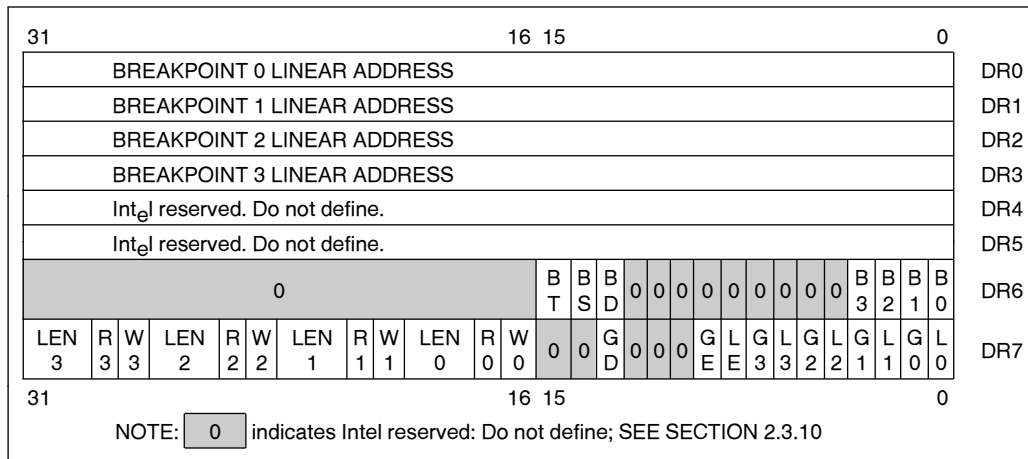 31 16 15 0
BREAKPOINT 0 LINEAR ADDRESS DR0
BREAKPOINT 1 LINEAR ADDRESS DR1
BREAKPOINT 2 LINEAR ADDRESS DR2
BREAKPOINT 3 LINEAR ADDRESS DR3
Intel reserved. Do not define. DR4
Intel reserved. Do not define. DR5
0 BT BS BD 0 0 0 0 0 0 0 0 0 B3 B2 B1 B0 DR6
LEN 3 R3 W3 LEN 2 R2 W2 LEN 1 R1 W1 LEN 0 R0 W0 0 0 GD 0 0 0 GE LE G3 L3 G2 L2 G1 L1 G0 L0 DR7
31 16 15 0
NOTE: 0 indicates Intel reserved: Do not define; SEE SECTION 2.3.10